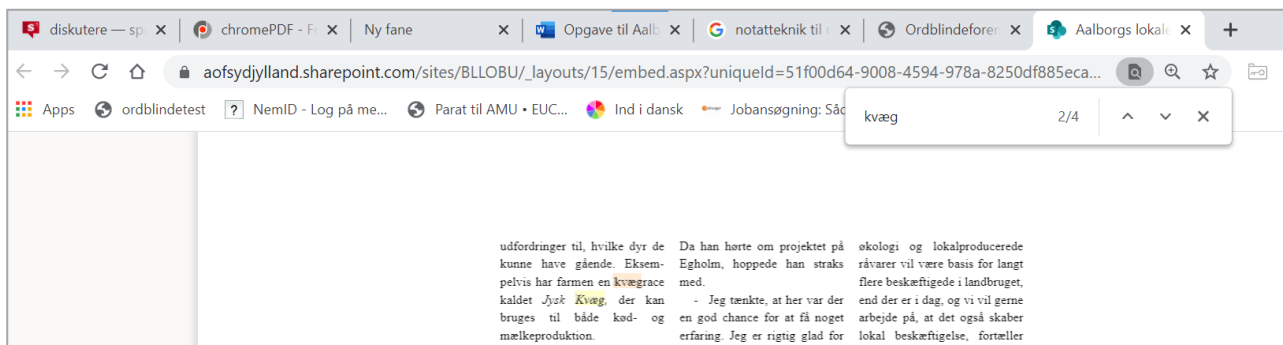 diskutere — sp
chromePDF - F
Ny fane
Opgave til Aalb
notatteknik til r
Ordblindeforen
Aalborgs lokale
aofsydjylland.sharepoint.com/sites/BLLOBU/_layouts/15/embed.aspx?uniqueId=51f00d64-9008-4594-978a-8250df885eca...
Apps
ordblindetest
NemID - Log på me...
Parat til AMU • EUC...
Ind i dansk
Jobansøgning: Såd
kvæg 2/4
udfordringer til, hvilke dyr de
kunne have gående. Eksem-
pelvis har farmen en kvægrace
kaldet Jysk Kvæg, der kan
bruges til både kød- og
mælkeproduktion.
Da han hørte om projektet på
Egholm, hoppede han straks
med.
- Jeg tænkte, at her var der
en god chance for at få noget
erfaring. Jeg er rigtig glad for
økologi og lokalproducerede
råvarer vil være basis for langt
flere beskæftigede i landbruget,
end der er i dag, og vi vil gerne
arbejde på, at det også skaber
lokal beskæftigelse, fortæller